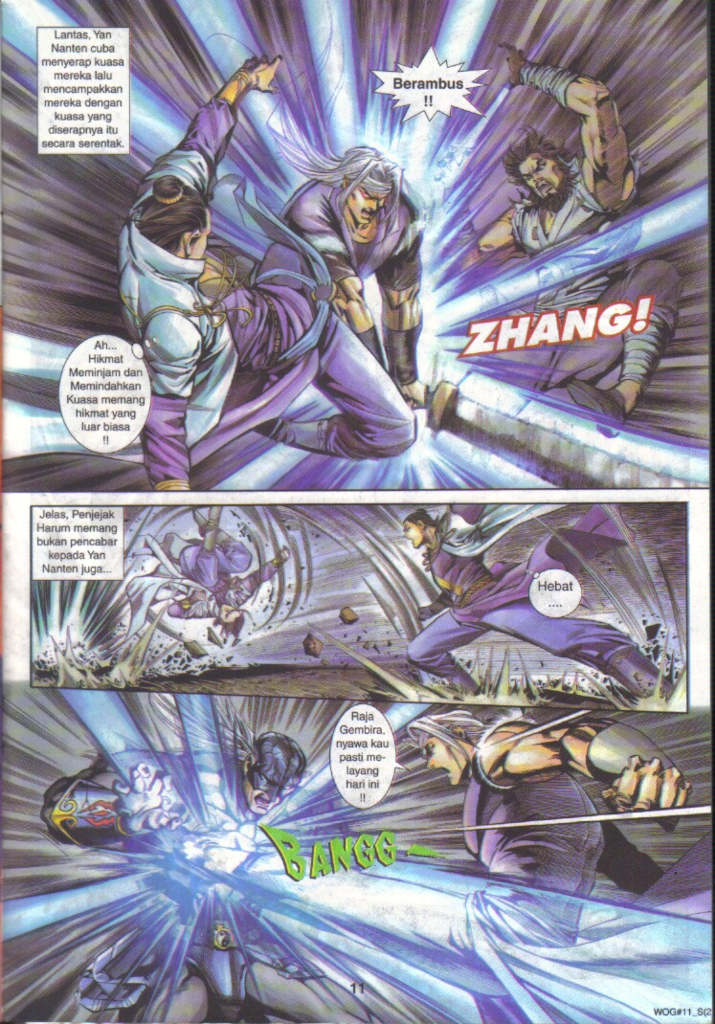 Lantas, Yan
Nanten cuba
menyerap kuasa
mereka lalu
mencampakkan
mereka dengan
kuasa yang
diserapnya itu
secara serentak.
Berambus
!!
ZHANG!
Ah...
Hikmat
Meminjam dan
Memindahkan
Kuasa memang
hikmat yang
luar biasa
!!
Jelas, Penjejak
Harum memang
bukan pencabar
kepada Yan
Nanten juga...
Hebat
....
Raja
Gembira,
nyawa kau
pasti me-
layang
hari ini
!!
BANGG
11
WOG#11_S(2